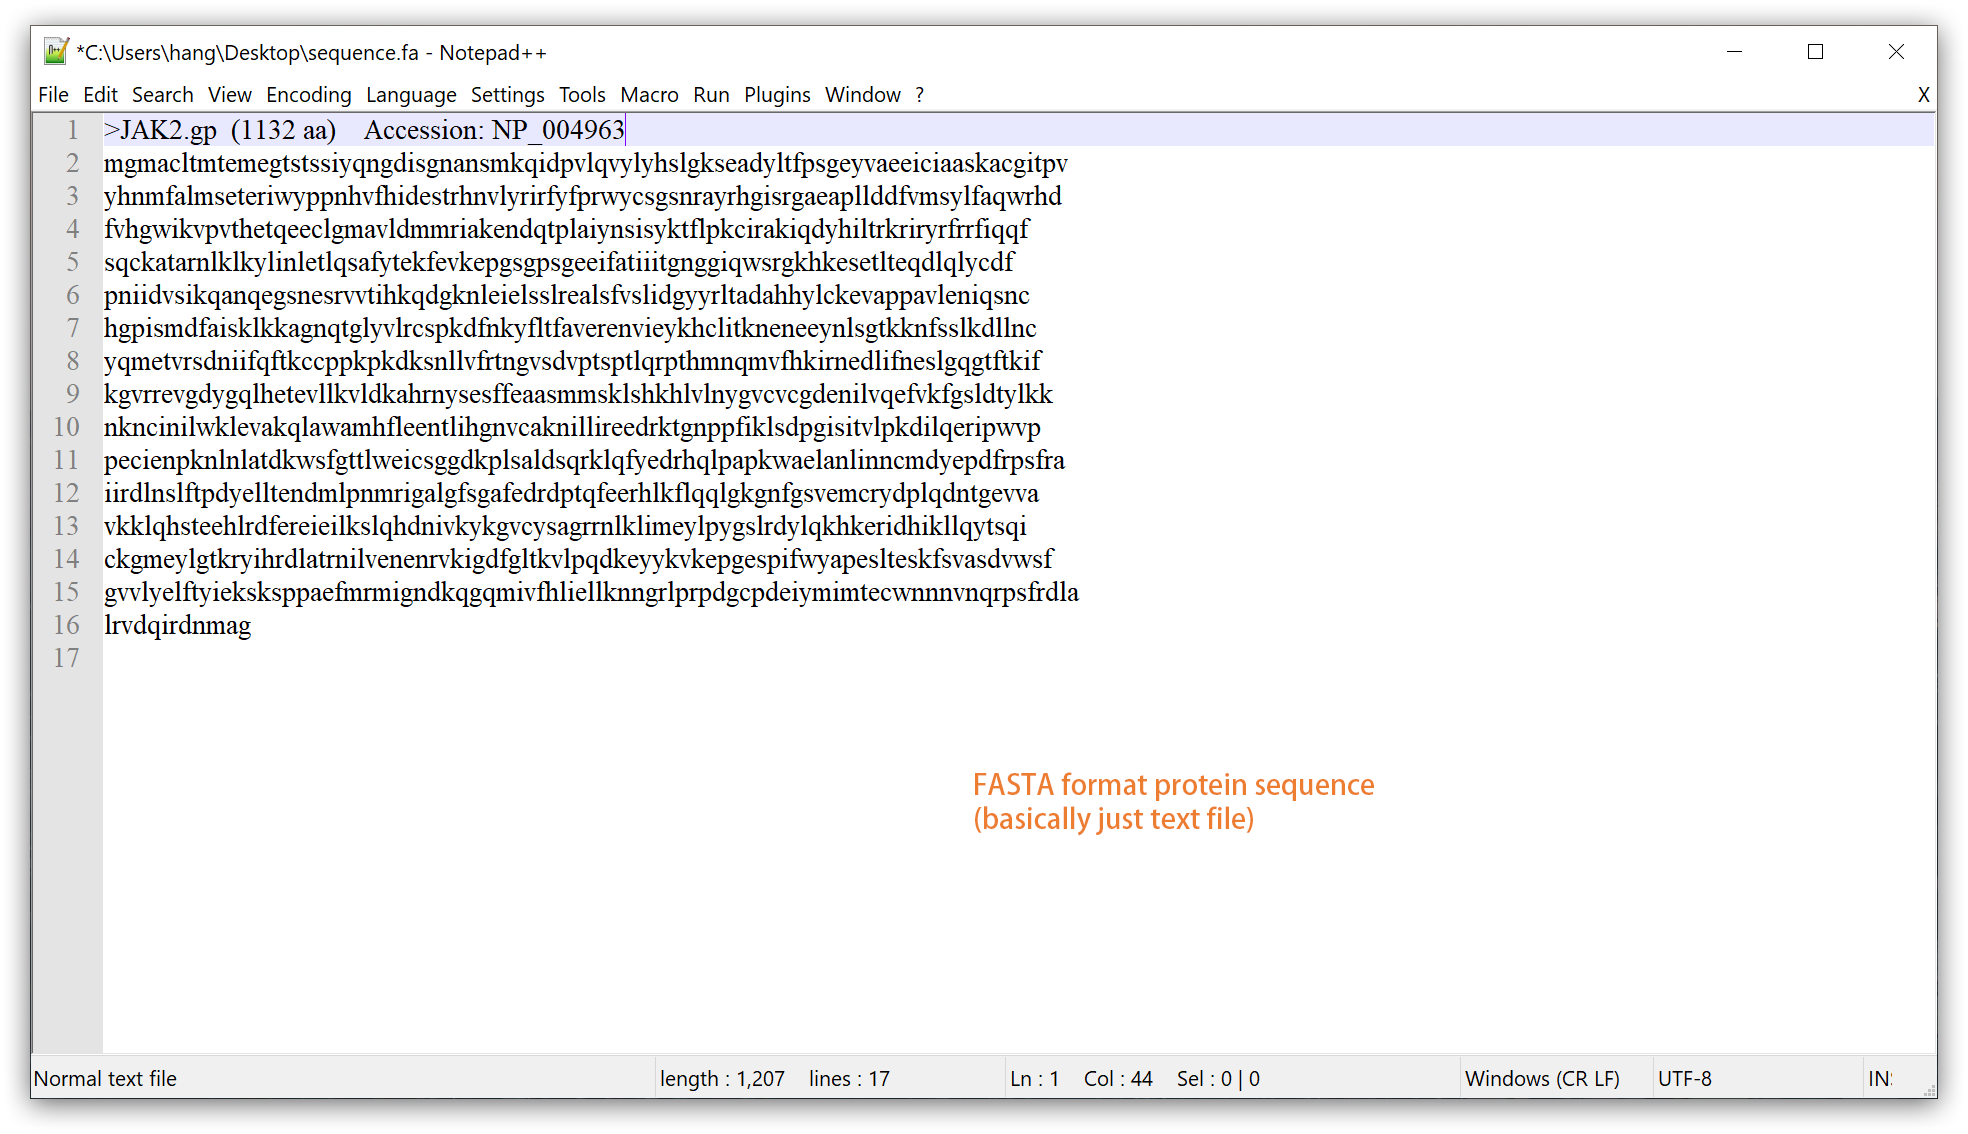 *C:\Users\hang\Desktop\sequence.fa - Notepad++
File Edit Search View Encoding Language Settings Tools Macro Run Plugins Window ? X
1 >JAK2.gp (1132 aa) Accession: NP_004963
2 mgmacltmtemegtstssiyqngdisgnansmkqidpvlqvylyhslgkseadyltfpsgeyvaeeiciaaskacgitpv
3 yhnmfalmseteriwyppnhvfhidestrhnvlyrirfyfprwycsgsnrayrhgisrgaeaplllddfvmsylfaqwrhd
4 fvhgwikvpvthetqeeclgmavldmmriakendqtplaiynsisyktflpkcirakiqdyhiltrkriryrfrrfiqqf
5 sqckatarnlklkylinletlqsafytekfevkepgsgpsgeeifatiiitgnggiqwsrgkhkesetlteqdlqlycdf
6 pniidvsikqanqegsnesrvvtihkqdgknleielsslrealsfvslidgyyrltadahhylckevappavleniqsnc
7 hgpismdfaisklkkagnqtglyvlrcspkdfnkyfltfaverenvieykhclitkneneeynlsgtkknfsslkdllnc
8 yqmetvrsdniifqftkccppkpkdksnllvfrtngvsdvptsptlqrpthmnqmvfhkirnedlifneslgqgtftkif
9 kgvrrevgdygqlhetevllkvldkahrnysesffeaasmmsklshkhlvlnygvcvcgdenilvqefvkfgsldtylkk
10 nkncinilwklevakqlawamhfleentlihgnvcaknillireedrktgnppfiklsdpgisitvlpkdilqeripwvp
11 pecienpknlnlatdkwsfgttlweicsggdkplsaldsqrklqfyedrhqlpapkwaelanlinncmdyepdfrpsfra
12 iirdlnslftpdyelltendmlpnmrigalgfsgafedrdptqfeerhlkflqqlgkgnfgsvemcrydplqdntgevva
13 vkklqhsteehlrdfereieilkslqhdnivkykgvcysagrrnlklimeylpygslrdylqkhkeridhikllqytsqi
14 ckgmeylgtkryihrdlatrnilvenenrvkigdfgltkvlpqdkeyykvkepgespifwyapeslteskfsvasdvwsf
15 gvvlyelftyieksksppaefmrmigndkqgqmivfhliellknngrlprpdgcpdeiymimtecwnnnvnqrpsfrdla
16 lrvdqirdnmag
17
FASTA format protein sequence
(basically just text file)
Normal text file length : 1,207 lines : 17 Ln : 1 Col : 44 Sel : 0 | 0 Windows (CR LF) UTF-8